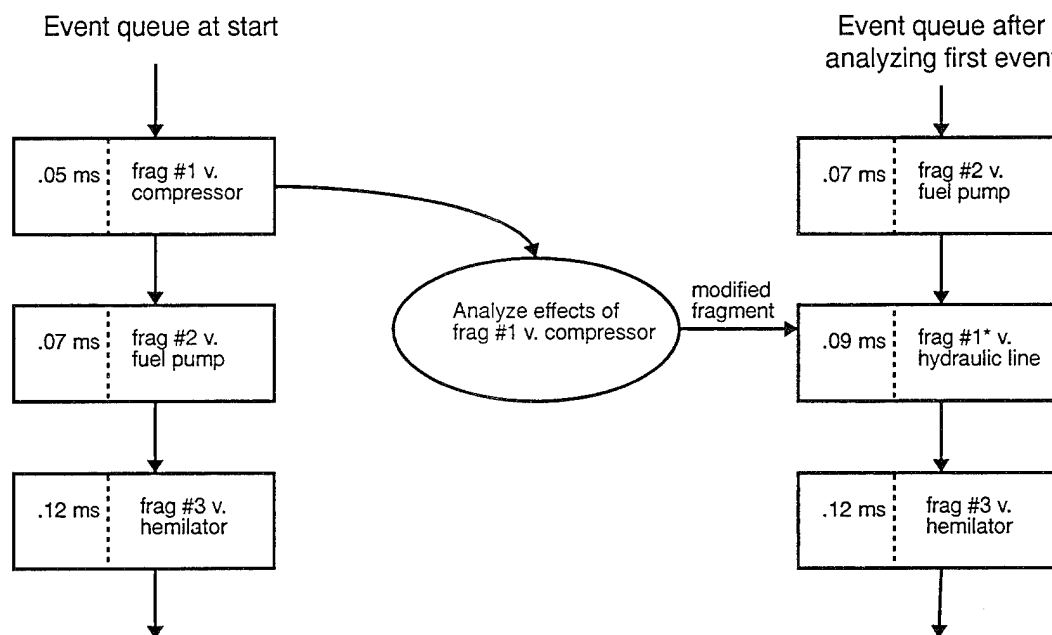 Event queue at start
.05 ms
frag #1 v.
compressor
.07 ms
frag #2 v.
fuel pump
.12 ms
frag #3 v.
hemilator
Analyze effects of
frag #1 v. compressor
modified
fragment
Event queue after
analyzing first event
.07 ms
frag #2 v.
fuel pump
.09 ms
frag #1* v.
hydraulic line
.12 ms
frag #3 v.
hemilator